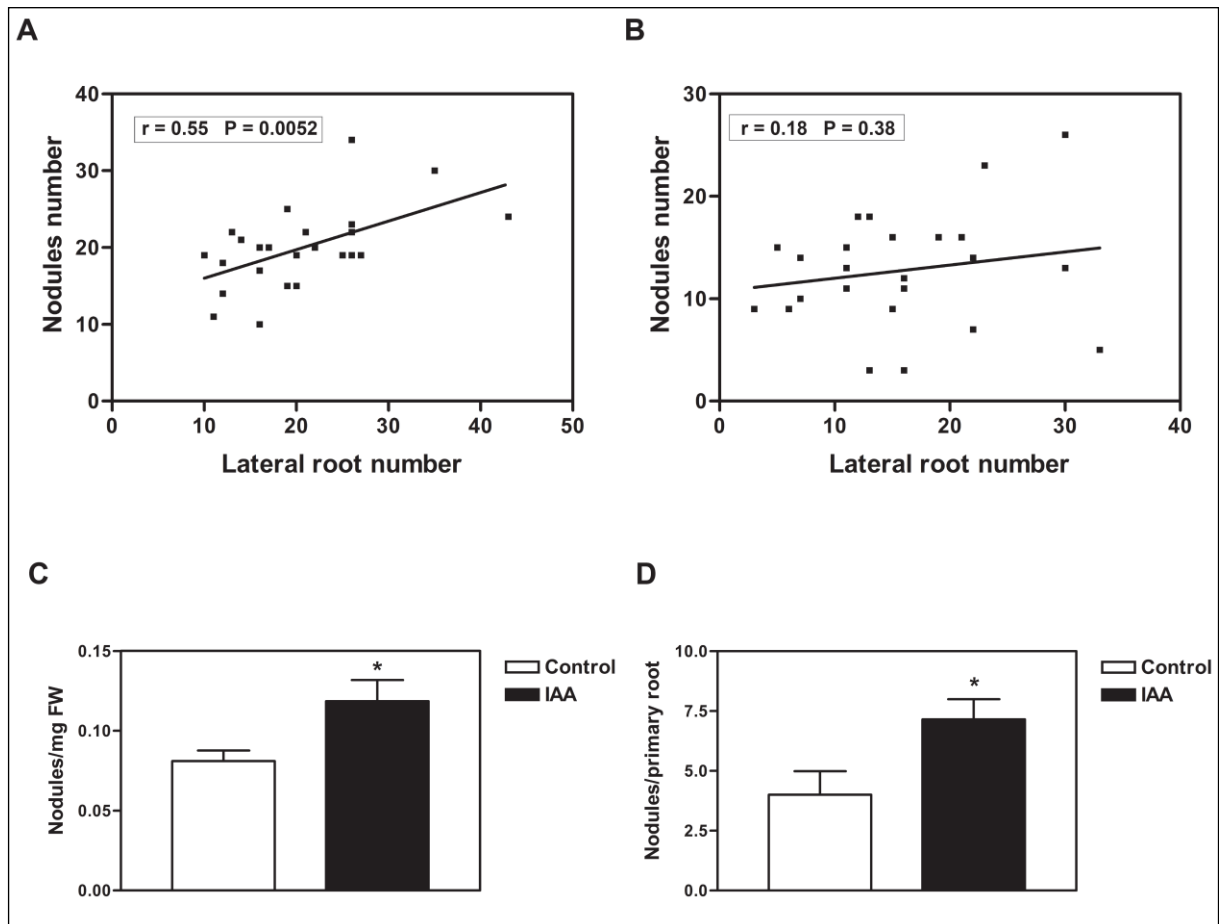 A
r = 0.55 P = 0.0052
40
30
20
10
0
Nodules number
0 10 20 30 40 50
Lateral root number
B
r = 0.18 P = 0.38
30
20
10
0
Nodules number
0 10 20 30 40
Lateral root number
C
0.15
0.10
0.05
0.00
Nodules/mg FW
*
Control
IAA
D
10.0
7.5
5.0
2.5
0.0
Nodules/primary root
*
Control
IAA